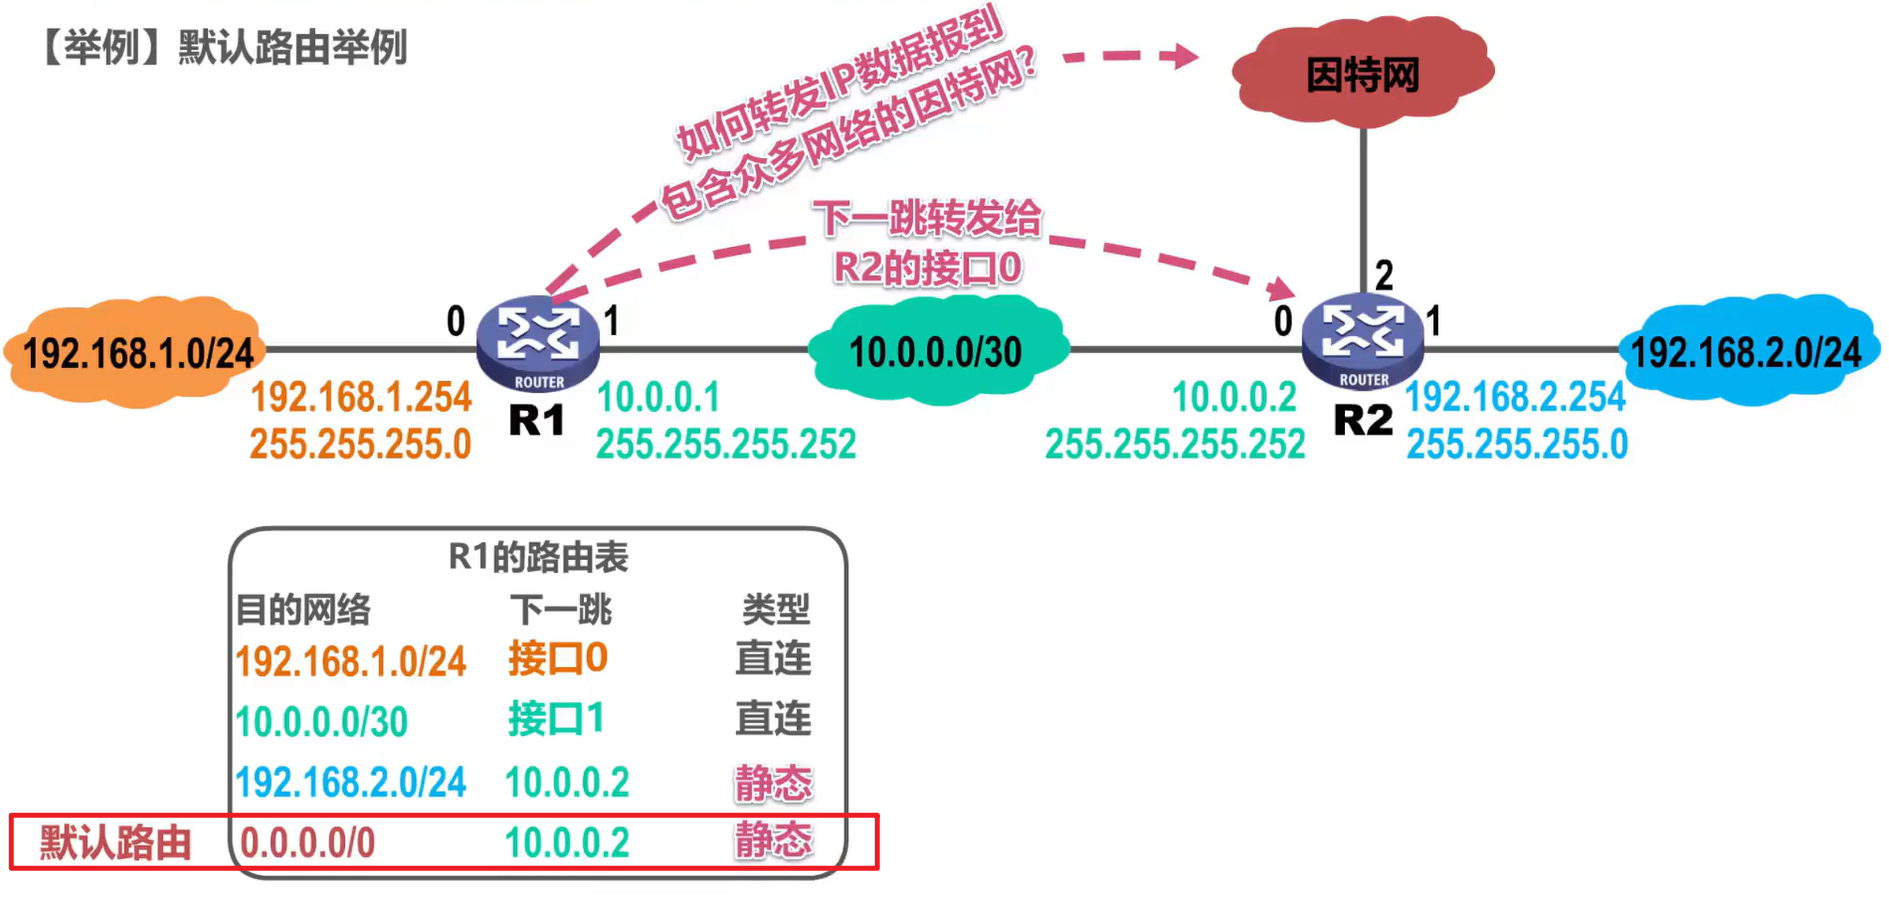 【举例】默认路由举例
如何转发IP数据报到
包含众多网络的因特网?
因特网
下一跳转发给
R2的接口0
2
0
1
0
1
192.168.1.0/24
10.0.0.0/30
192.168.2.0/24
ROUTER
ROUTER
192.168.1.254
255.255.255.0
R1
10.0.0.1
255.255.255.252
10.0.0.2
255.255.255.252
R2
192.168.2.254
255.255.255.0
R1的路由表
目的网络 下一跳 类型
192.168.1.0/24 接口0 直连
10.0.0.0/30 接口1 直连
192.168.2.0/24 10.0.0.2 静态
默认路由 0.0.0.0/0 10.0.0.2 静态